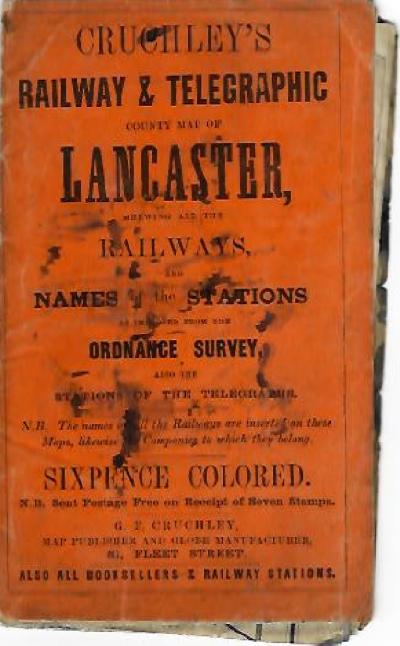 CRUCHLEY'S
RAILWAY & TELEGRAPHIC
COUNTY MAP OF
LANCASTER,
SHEWING ALL THE
RAILWAYS,
AND
NAMES of the STATIONS
FROM THE
ORDNANCE SURVEY,
ALSO THE
STATIONS OF THE TELEGRAPHS.
N.B. The names of all the Railways are inserted on these
Maps, likewise Companies to which they belong.
SIXPENCE COLORED.
N.B. Sent Postage Free on Receipt of Seven Stamps.
G. F. CRUCHLEY,
MAP PUBLISHER AND GLOBE MANUFACTURER,
81, FLEET STREET.
ALSO ALL BOOKSELLERS & RAILWAY STATIONS.